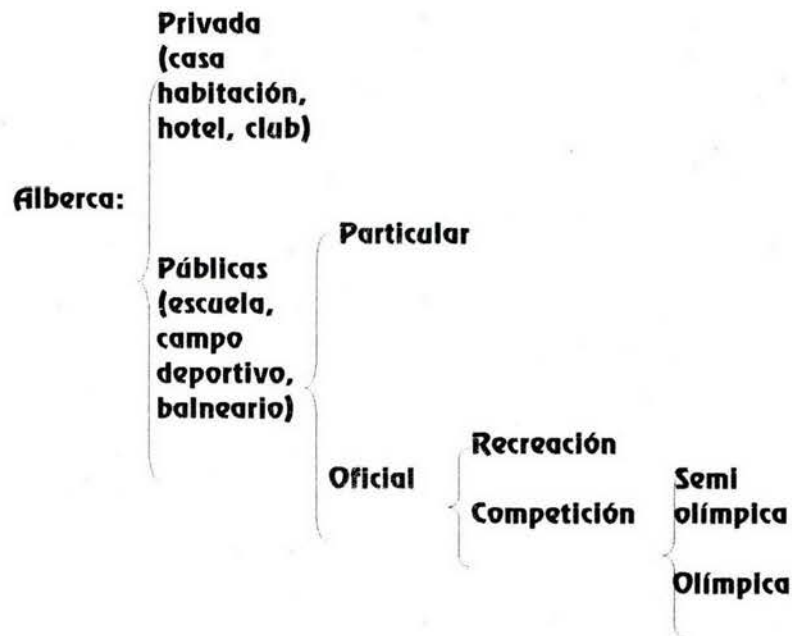 Alberca:
Privada
(casa
habitación,
hotel, club)
Públicas
(escuela,
campo
deportivo,
balneario)
Particular
Oficial
Recreación
Competición
Semi
olímpica
Olímpica